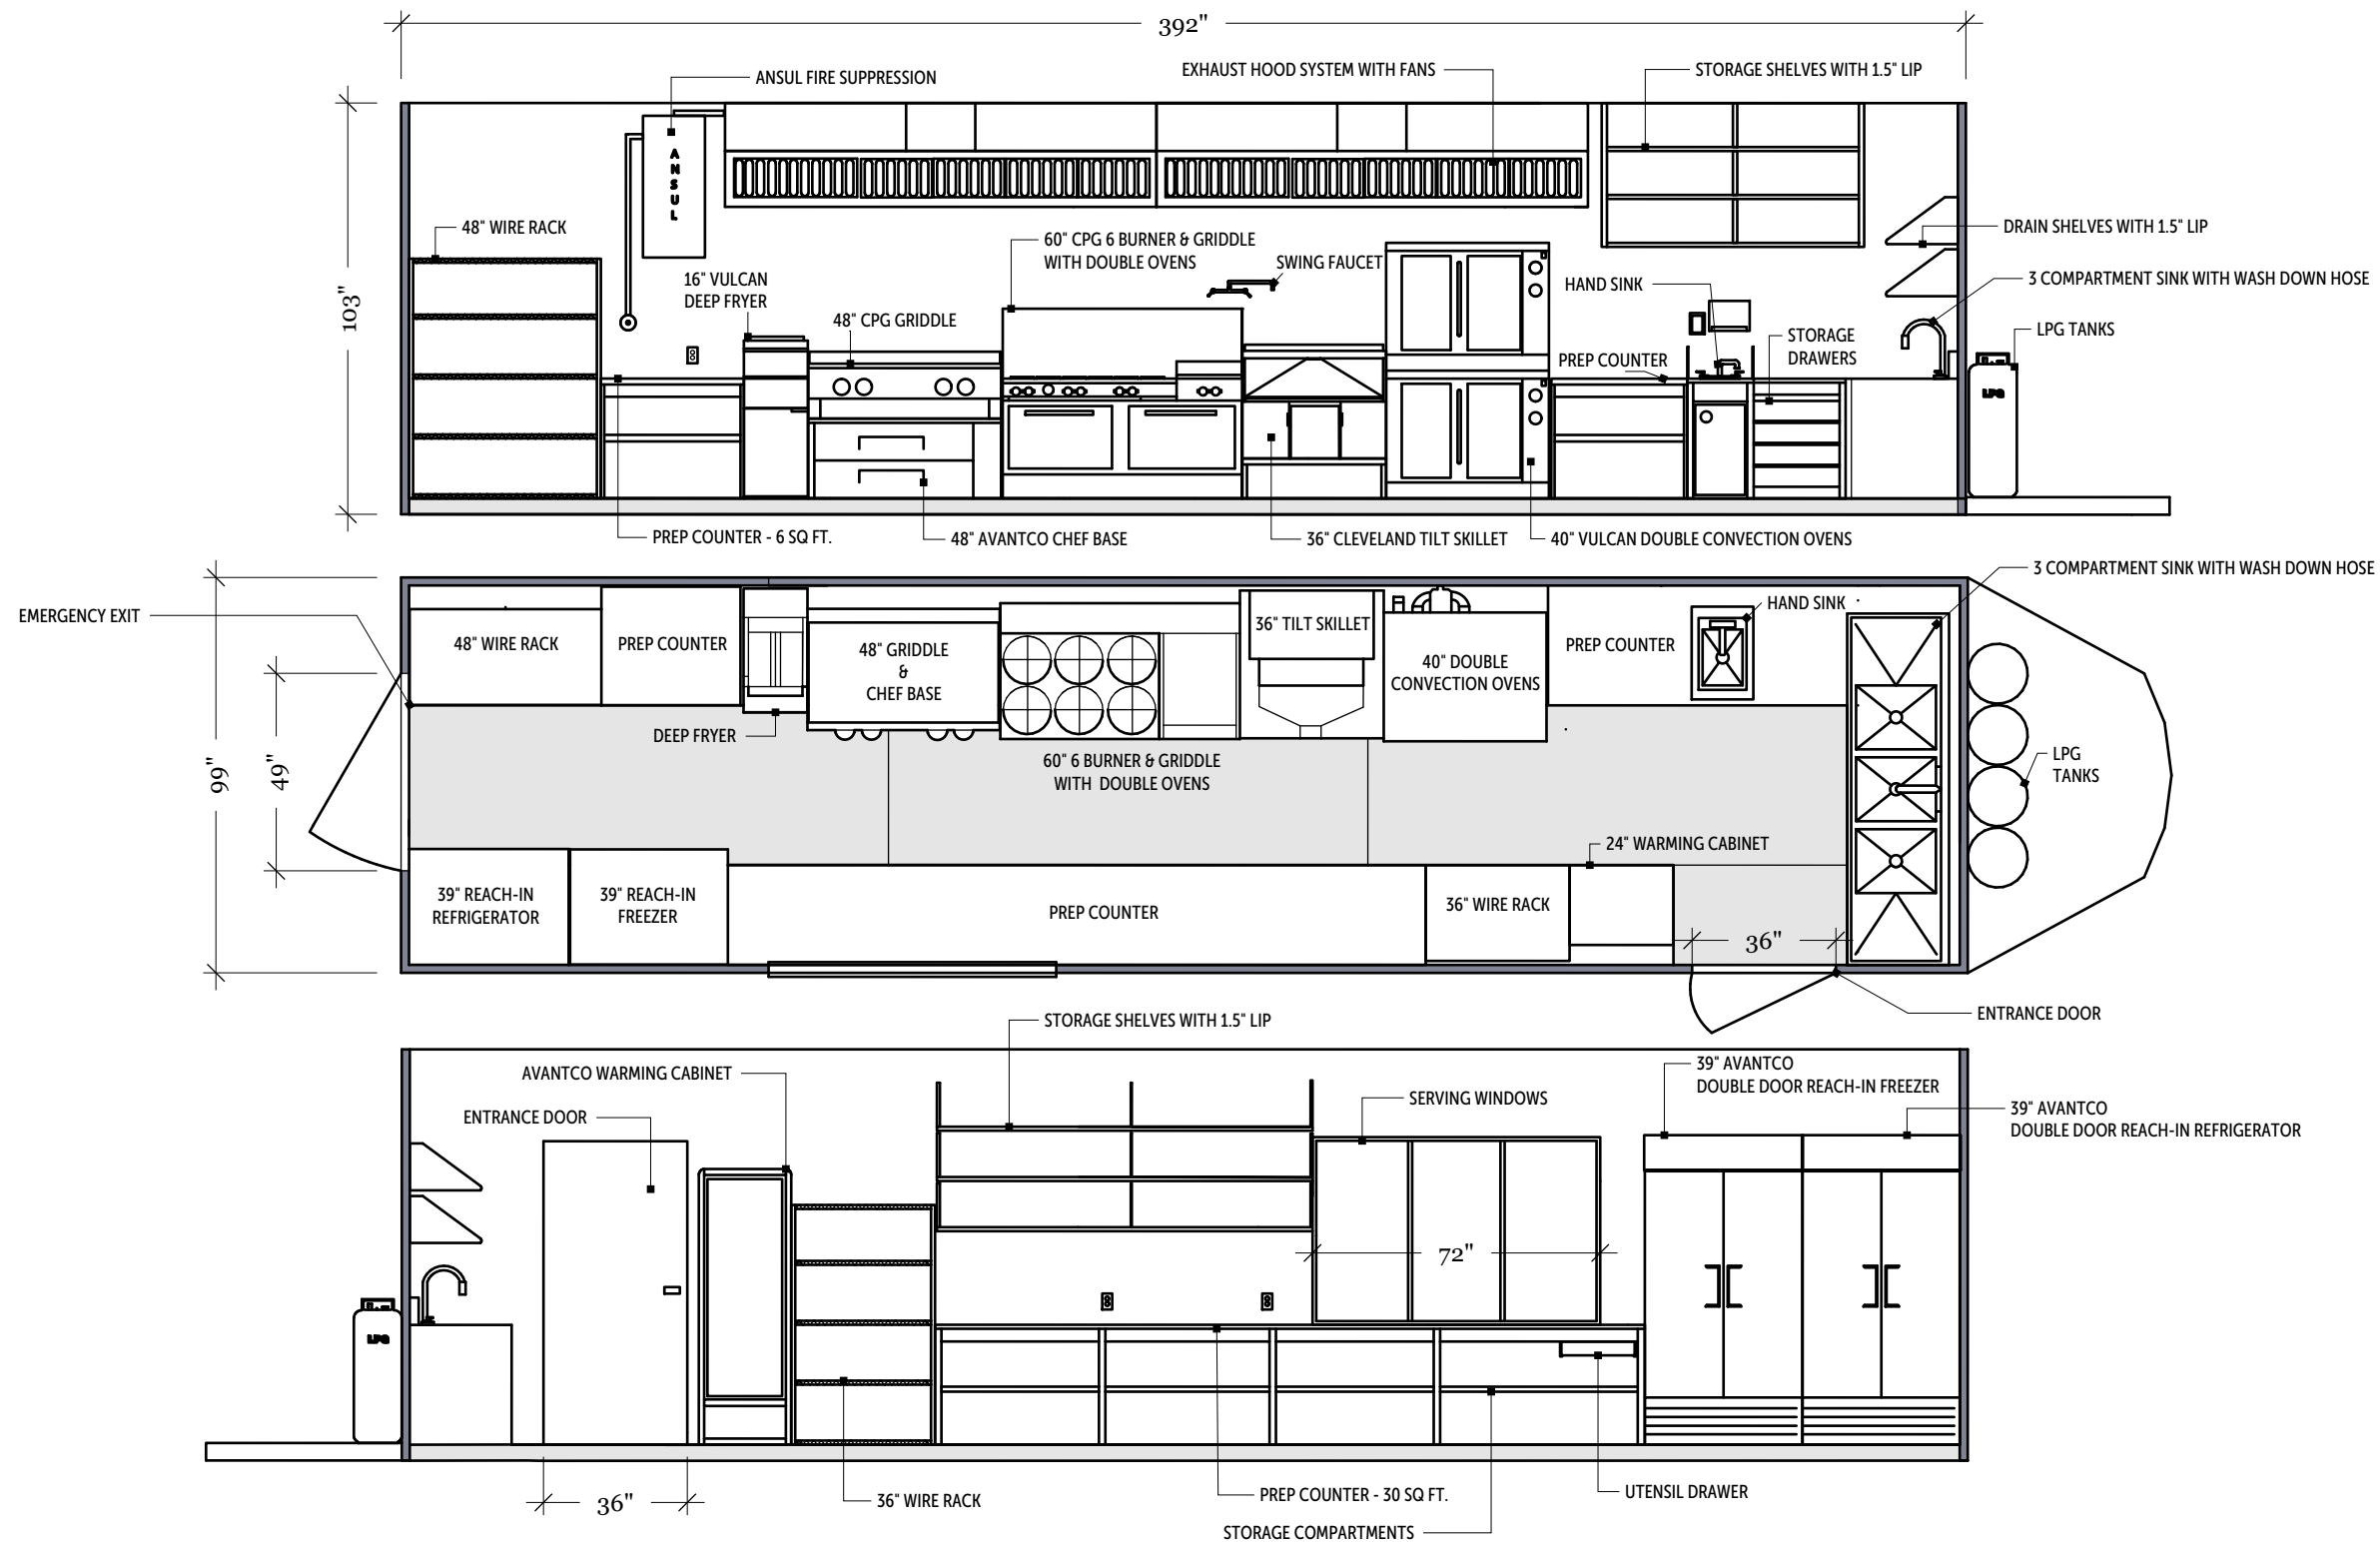 392"
ANSUL FIRE SUPPRESSION
EXHAUST HOOD SYSTEM WITH FANS
STORAGE SHELVES WITH 1.5" LIP
A
N
S
U
L
48" WIRE RACK
103"
16" VULCAN
DEEP FRYER
48" CPG GRIDDLE
60" CPG 6 BURNER & GRIDDLE
WITH DOUBLE OVENS
SWING FAUCET
HAND SINK
PREP COUNTER
STORAGE
DRAWERS
DRAIN SHELVES WITH 1.5" LIP
3 COMPARTMENT SINK WITH WASH DOWN HOSE
LPG TANKS
LPG
PREP COUNTER - 6 SQ FT.
48" AVANTCO CHEF BASE
36" CLEVELAND TILT SKILLET
40" VULCAN DOUBLE CONVECTION OVENS
3 COMPARTMENT SINK WITH WASH DOWN HOSE
EMERGENCY EXIT
99"
49"
48" WIRE RACK
PREP COUNTER
DEEP FRYER
48" GRIDDLE
&
CHEF BASE
60" 6 BURNER & GRIDDLE
WITH DOUBLE OVENS
36" TILT SKILLET
40" DOUBLE
CONVECTION OVENS
PREP COUNTER
HAND SINK
LPG
TANKS
24" WARMING CABINET
39" REACH-IN
REFRIGERATOR
39" REACH-IN
FREEZER
PREP COUNTER
36" WIRE RACK
36"
ENTRANCE DOOR
STORAGE SHELVES WITH 1.5" LIP
AVANTCO WARMING CABINET
ENTRANCE DOOR
SERVING WINDOWS
39" AVANTCO
DOUBLE DOOR REACH-IN FREEZER
39" AVANTCO
DOUBLE DOOR REACH-IN REFRIGERATOR
72"
LPG
36"
36" WIRE RACK
PREP COUNTER - 30 SQ FT.
STORAGE COMPARTMENTS
UTENSIL DRAWER